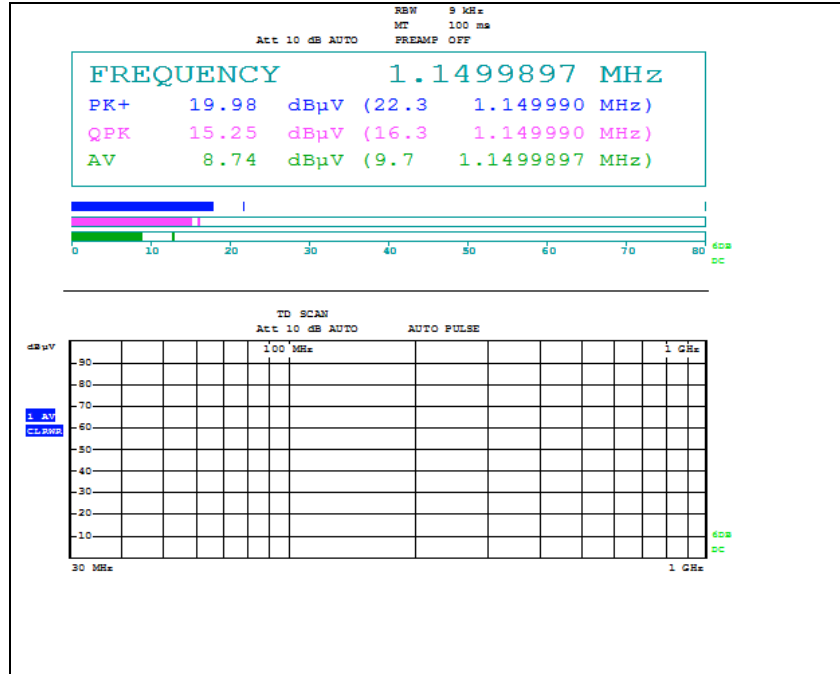 RBW 9 kHz
MT 100 ms
Att 10 dB AUTO PREAMP OFF
FREQUENCY 1.1499897 MHz
PK+ 19.98 dBµV (22.3 1.149990 MHz)
QPK 15.25 dBµV (16.3 1.149990 MHz)
AV 8.74 dBµV (9.7 1.1499897 MHz)
0 10 20 30 40 50 60 70 80
6DB
DC
TD SCAN
Att 10 dB AUTO AUTO PULSE
dBµV
100 MHz 1 GHz
90
80
70
1 AV
60
CLRWR
50
40
30
20
10
6DB
DC
30 MHz 1 GHz